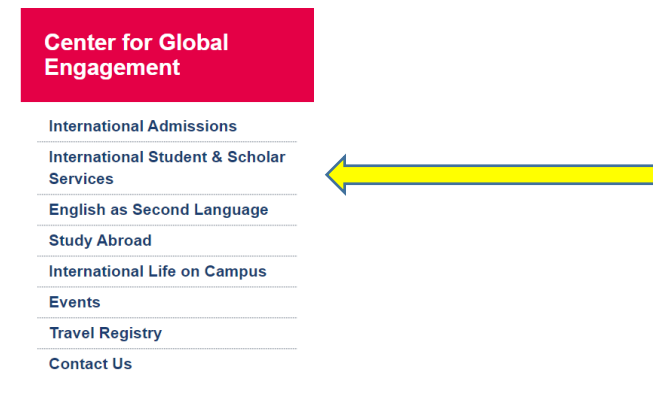 Center for Global
Engagement
International Admissions
International Student & Scholar
Services
English as Second Language
Study Abroad
International Life on Campus
Events
Travel Registry
Contact Us